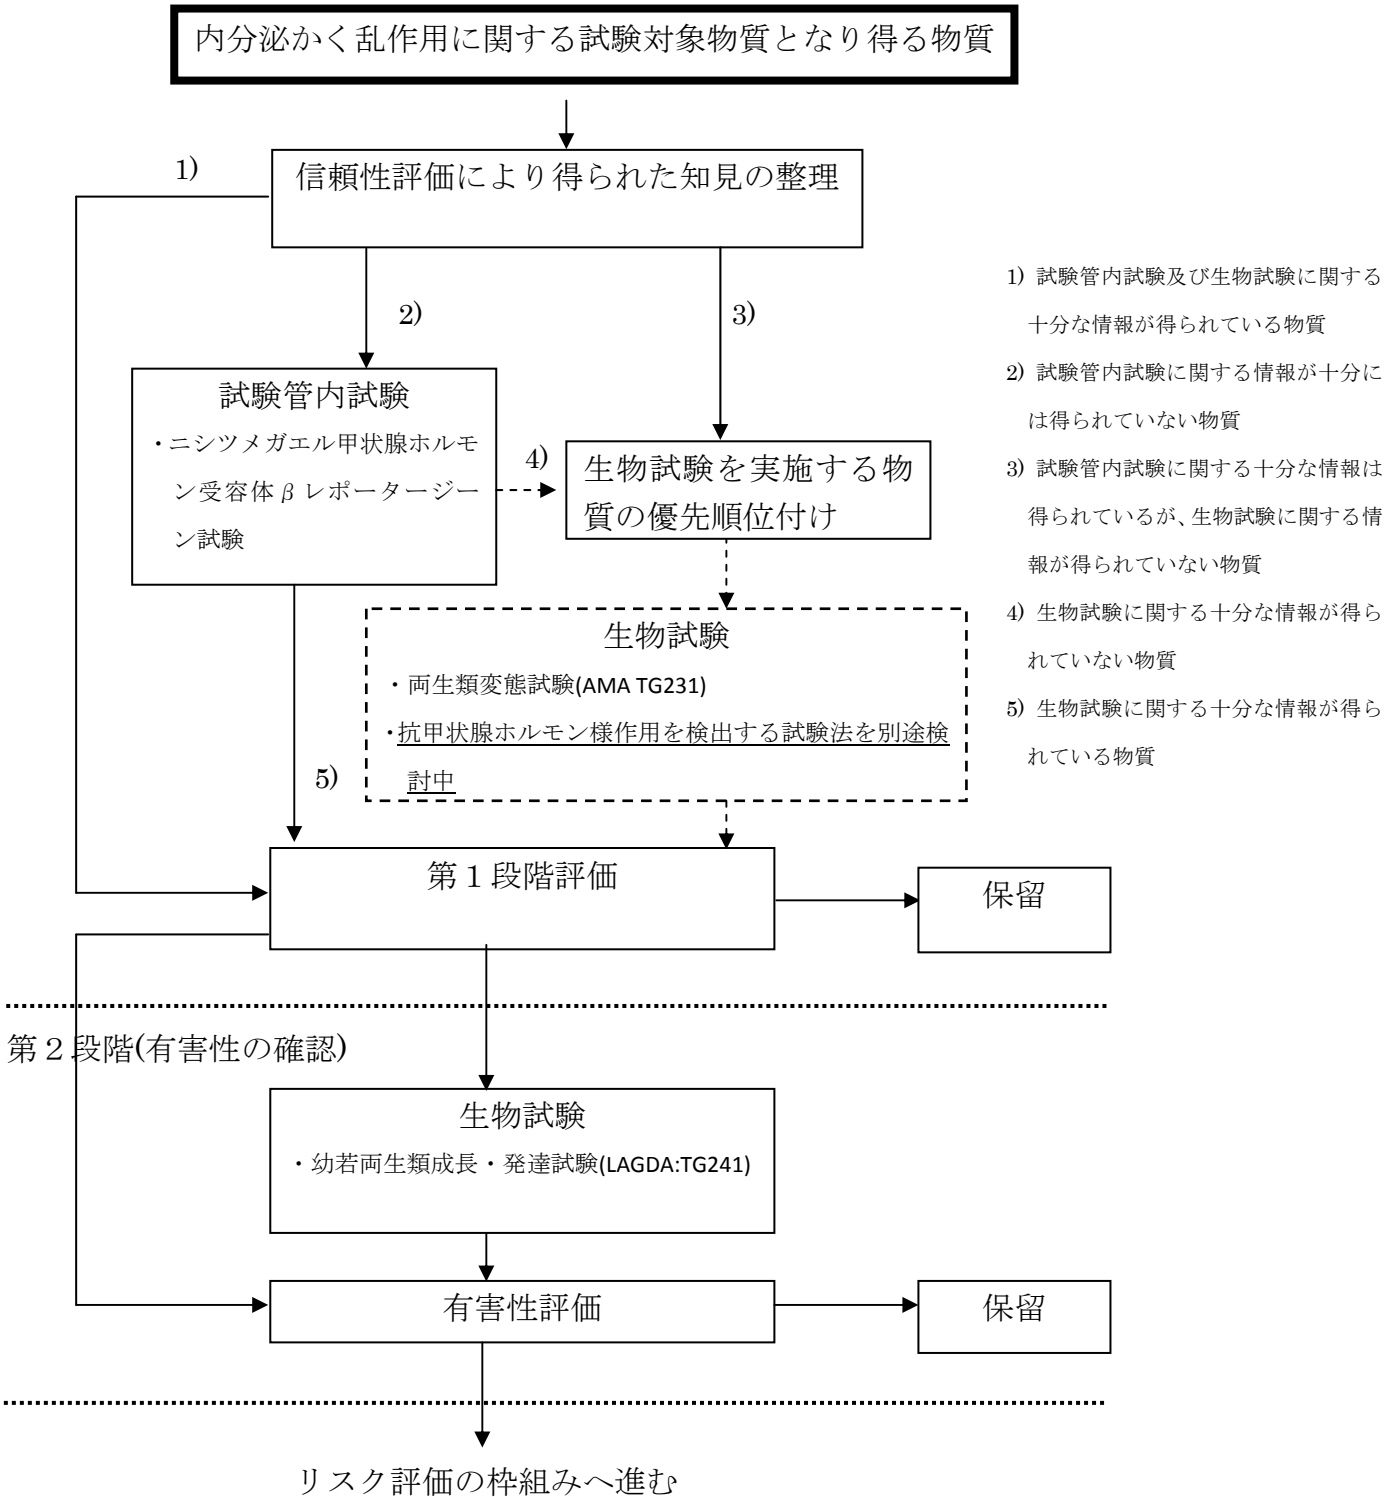 内分泌かく乱作用に関する試験対象物質となり得る物質
1)
信頼性評価により得られた知見の整理
2)
3)
1) 試験管内試験及び生物試験に関する
十分な情報が得られている物質
2) 試験管内試験に関する情報が十分に
は得られていない物質
3) 試験管内試験に関する十分な情報は
得られているが、生物試験に関する情
報が得られていない物質
4) 生物試験に関する十分な情報が得ら
れていない物質
5) 生物試験に関する十分な情報が得ら
れている物質
試験管内試験
・ニシツメガエル甲状腺ホルモ
ン受容体βレポータージー
ン試験
4)
生物試験を実施する物
質の優先順位付け
生物試験
・両生類変態試験(AMA TG231)
・抗甲状腺ホルモン様作用を検出する試験法を別途検
討中
5)
第１段階評価
保留
第２段階(有害性の確認)
生物試験
・幼若両生類成長・発達試験(LAGDA:TG241)
有害性評価
保留
リスク評価の枠組みへ進む